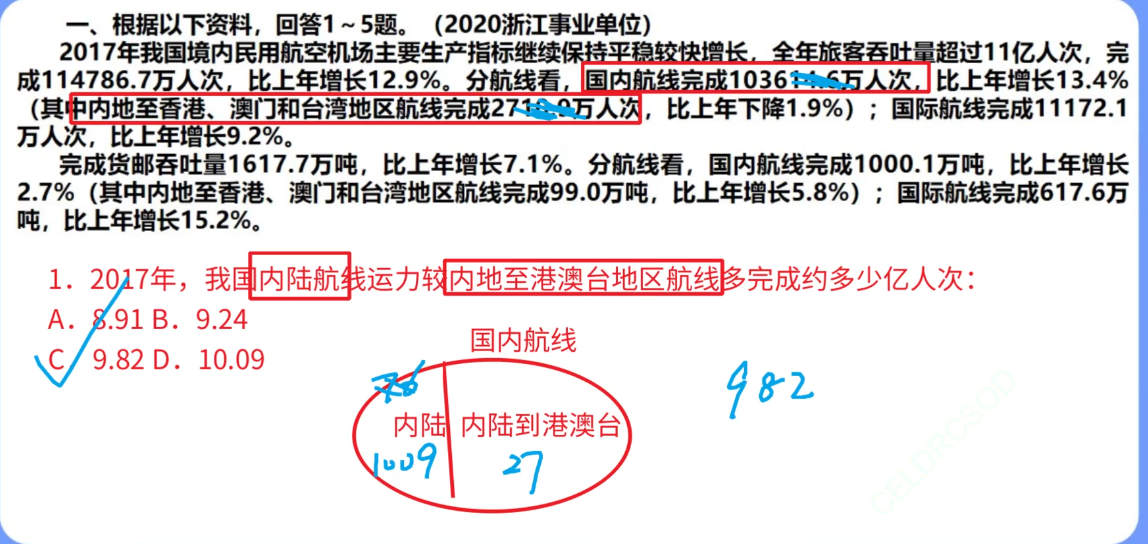 一、根据以下资料，回答1～5题。（2020浙江事业单位）
2017年我国境内民用航空机场主要生产指标继续保持平稳较快增长，全年旅客吞吐量超过11亿人次，完
成114786.7万人次，比上年增长12.9%。分航线看，国内航线完成103614.6万人次，比上年增长13.4%
（其中内地至香港、澳门和台湾地区航线完成27 万人次，比上年下降1.9%）；国际航线完成11172.1
万人次，比上年增长9.2%。
完成货邮吞吐量1617.7万吨，比上年增长7.1%。分航线看，国内航线完成1000.1万吨，比上年增长
2.7%（其中内地至香港、澳门和台湾地区航线完成99.0万吨，比上年增长5.8%）；国际航线完成617.6万
吨，比上年增长15.2%。
1．2017年，我国内陆航线运力较内地至港澳台地区航线多完成约多少亿人次：
A．8.91 B．9.24
C．9.82 D．10.09
国内航线
内陆 内陆到港澳台
1009 27
982
CELDRCSOD